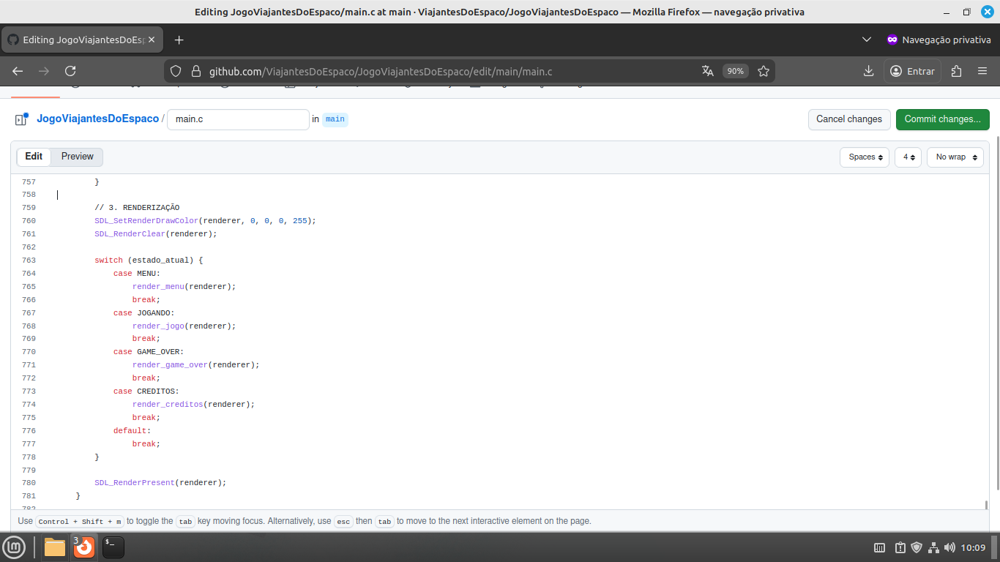 Editing JogoViajantesDoEspaco/main.c at main · ViajantesDoEspaco/JogoViajantesDoEspaco — Mozilla Firefox — navegação privativa
Editing JogoViajantesDoEsp
Navegação privativa
github.com/ViajantesDoEspaco/JogoViajantesDoEspaco/edit/main/main.c
90%
Entrar
JogoViajantesDoEspaco / main.c in main
Cancel changes
Commit changes...
Edit
Preview
Spaces
4
No wrap
757 }
758
759 // 3. RENDERIZAÇÃO
760 SDL_SetRenderDrawColor(renderer, 0, 0, 0, 255);
761 SDL_RenderClear(renderer);
762
763 switch (estado_atual) {
764 case MENU:
765 render_menu(renderer);
766 break;
767 case JOGANDO:
768 render_jogo(renderer);
769 break;
770 case GAME_OVER:
771 render_game_over(renderer);
772 break;
773 case CREDITOS:
774 render_creditos(renderer);
775 break;
776 default:
777 break;
778 }
779
780 SDL_RenderPresent(renderer);
781 }
782
Use Control + Shift + m to toggle the tab key moving focus. Alternatively, use esc then tab to move to the next interactive element on the page.
3
$_
10:09